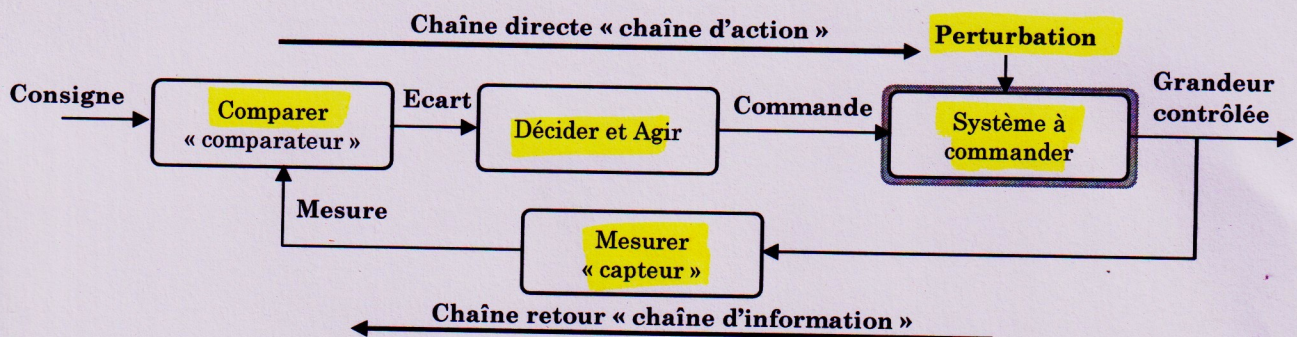 Chaîne directe « chaîne d'action »
Perturbation
Consigne
Comparer
« comparateur »
Ecart
Décider et Agir
Commande
Système à
commander
Grandeur
contrôlée
Mesure
Mesurer
« capteur »
Chaîne retour « chaîne d'information »